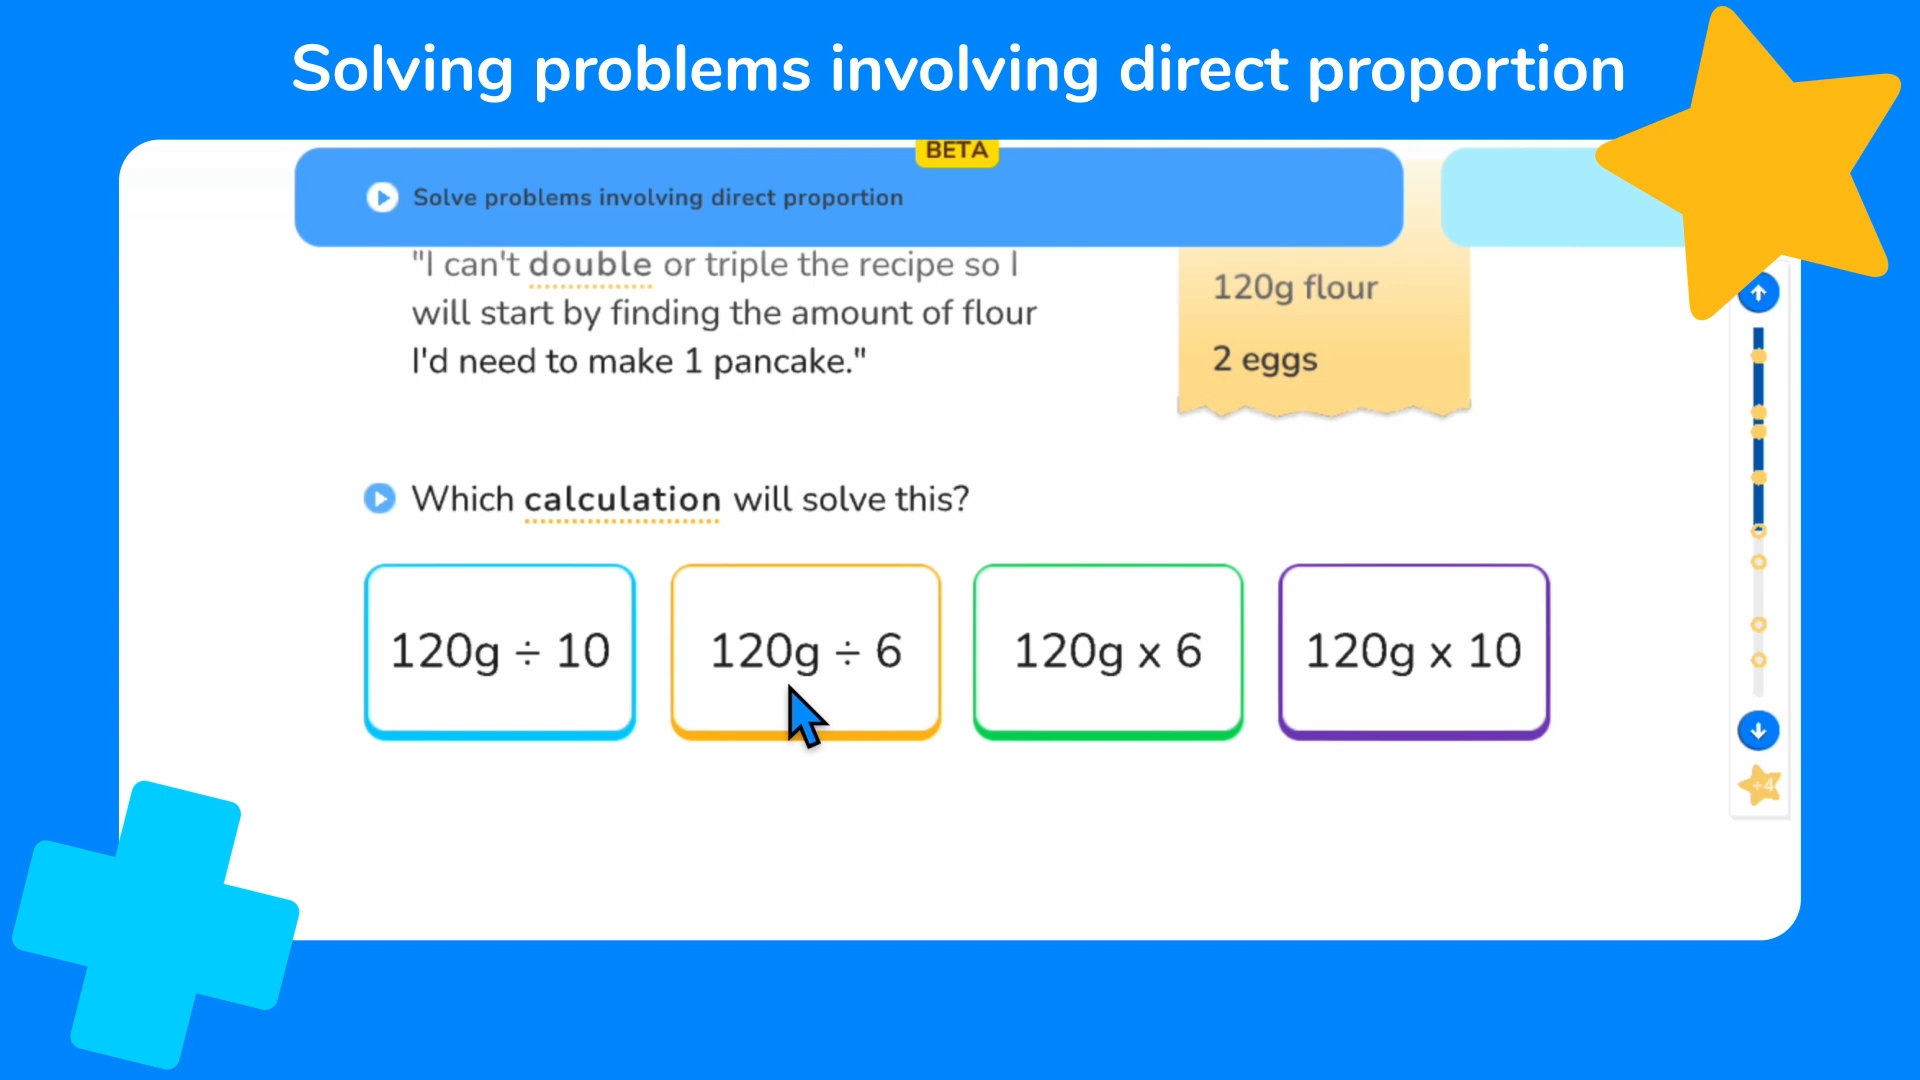 Solving problems involving direct proportion
BETA
Solve problems involving direct proportion
"I can't double or triple the recipe so I
will start by finding the amount of flour
I'd need to make 1 pancake."
120g flour
2 eggs
Which calculation will solve this?
120g ÷ 10
120g ÷ 6
120g x 6
120g x 10
+4